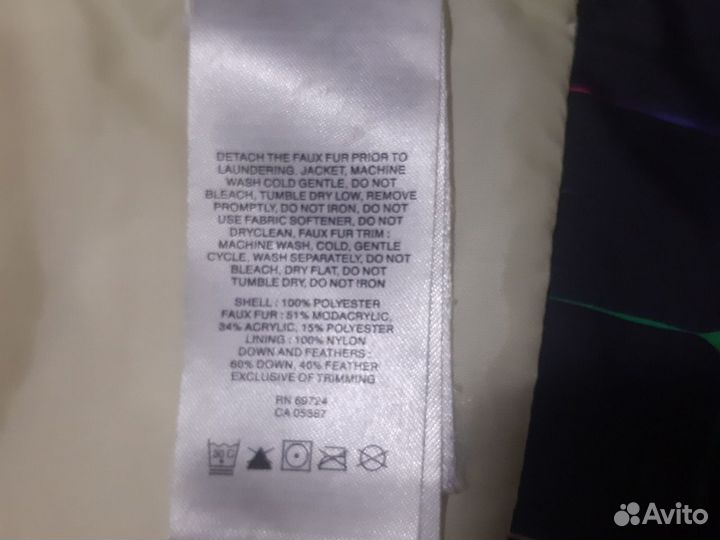 DETACH THE FAUX FUR PRIOR TO
LAUNDERING, JACKET, MACHINE
WASH COLD GENTLE, DO NOT
BLEACH, TUMBLE DRY LOW, REMOVE
PROMPTLY, DO NOT IRON, DO NOT
USE FABRIC SOFTENER, DO NOT
DRYCLEAN, FAUX FUR TRIM :
MACHINE WASH, COLD, GENTLE
CYCLE, WASH SEPARATELY, DO NOT
BLEACH, DRY FLAT, DO NOT
TUMBLE DRY, DO NOT IRON
SHELL : 100% POLYESTER
FAUX FUR : 51% MODACRYLIC,
34% ACRYLIC, 15% POLYESTER
LINING : 100% NYLON
DOWN AND FEATHERS :
60% DOWN, 40% FEATHER
EXCLUSIVE OF TRIMMING
RN 69724
CA 05367
30 C
Avito